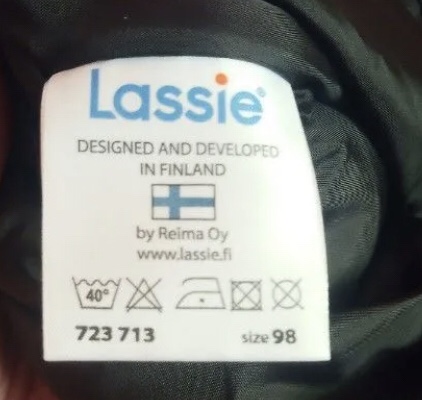 Lassie®
DESIGNED AND DEVELOPED
IN FINLAND
by Reima Oy
www.lassie.fi
40°
723 713 size 98